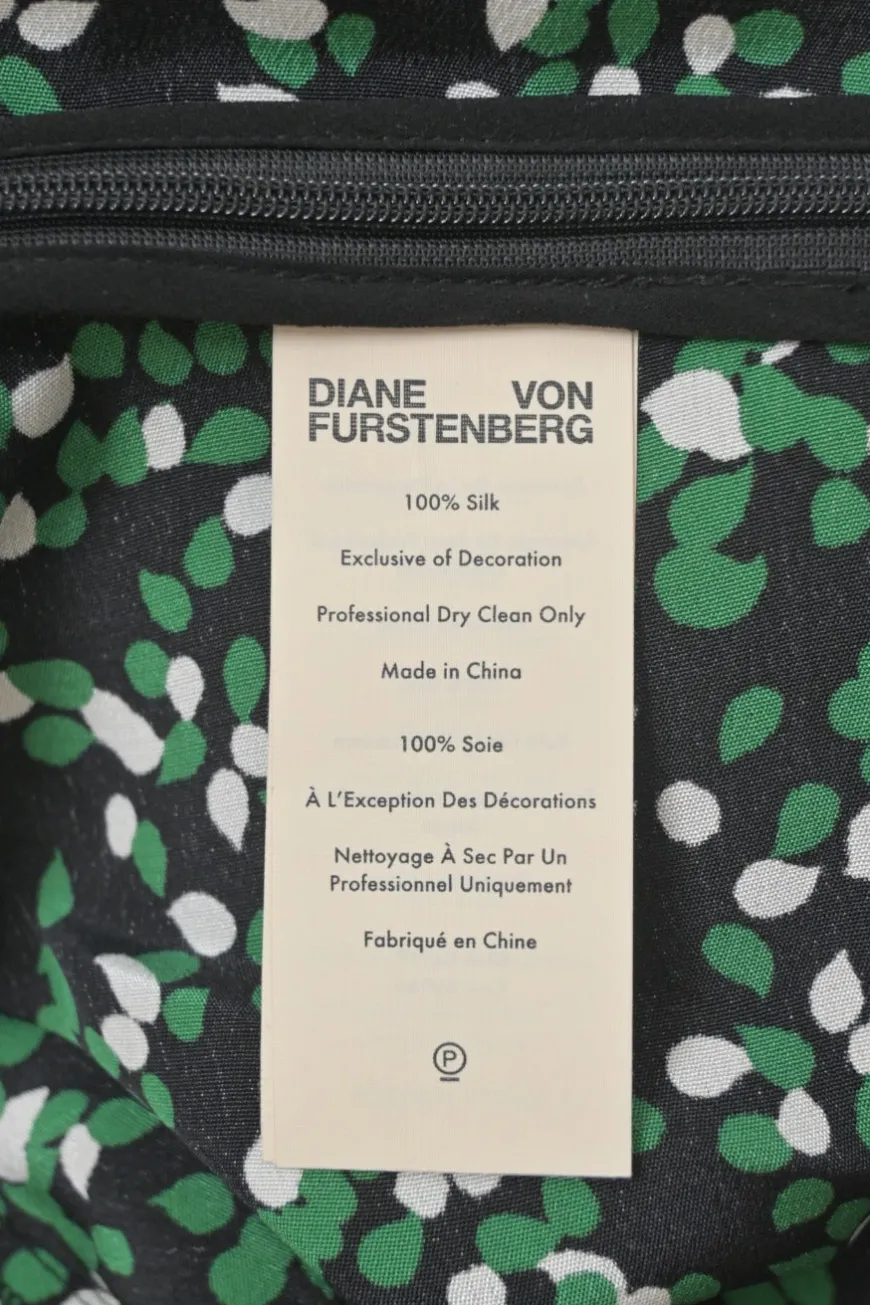 DIANE VON
FURSTENBERG
100% Silk
Exclusive of Decoration
Professional Dry Clean Only
Made in China
100% Soie
À L'Exception Des Décorations
Nettoyage À Sec Par Un
Professionnel Uniquement
Fabriqué en Chine
P